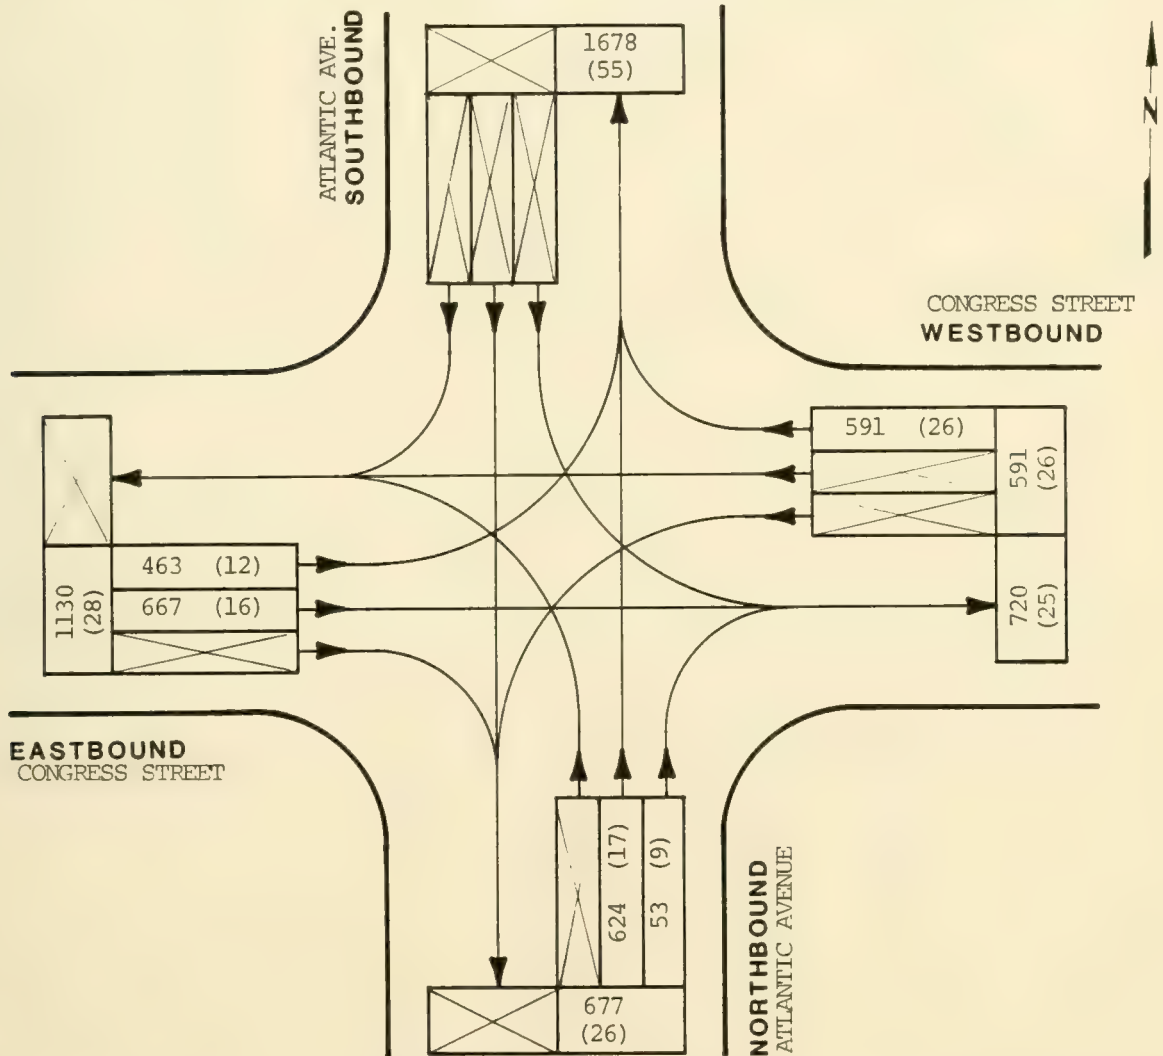 ATLANTIC AVE.
SOUTHBOUND
1678
(55)
N
CONGRESS STREET
WESTBOUND
591 (26)
591
(26)
720
(25)
463 (12)
667 (16)
1130
(28)
EASTBOUND
CONGRESS STREET
624 (17)
53 (9)
677
(26)
NORTHBOUND
ATLANTIC AVENUE